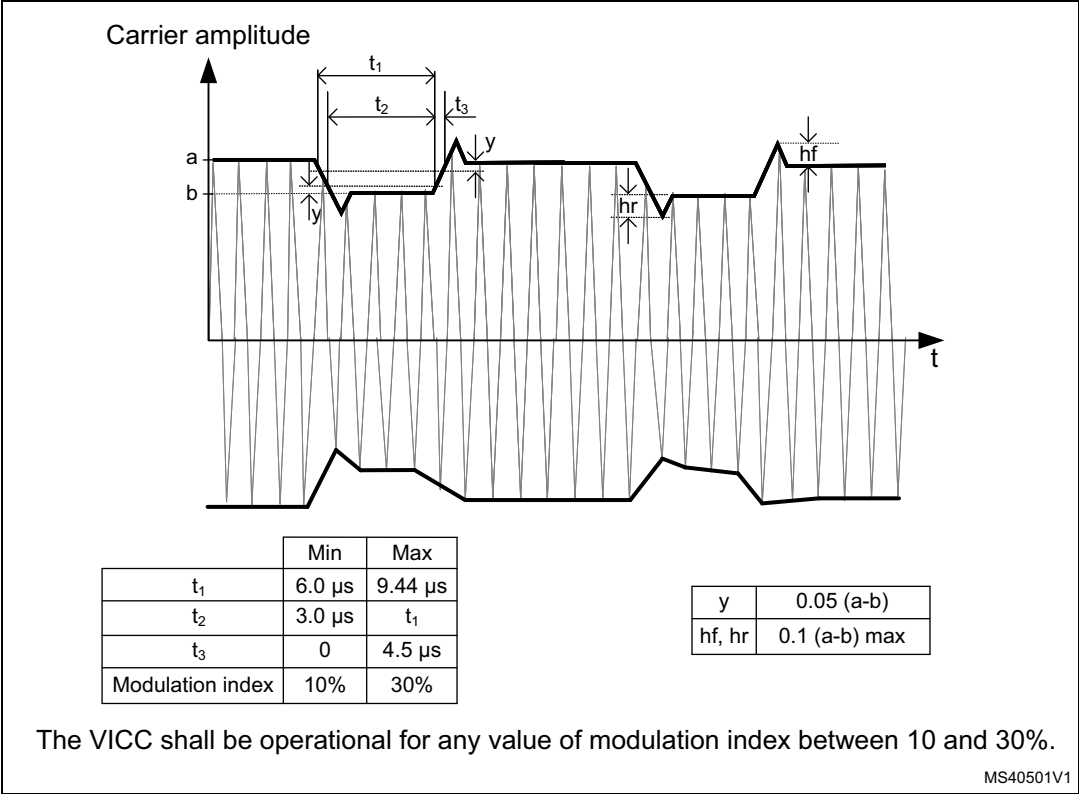 Carrier amplitude
t1
t2
t3
y
a
b
y
hr
hf
t
Min Max
t1 6.0 µs 9.44 µs
t2 3.0 µs t1
t3 0 4.5 µs
Modulation index 10% 30%
y 0.05 (a-b)
hf, hr 0.1 (a-b) max
The VICC shall be operational for any value of modulation index between 10 and 30%.
MS40501V1